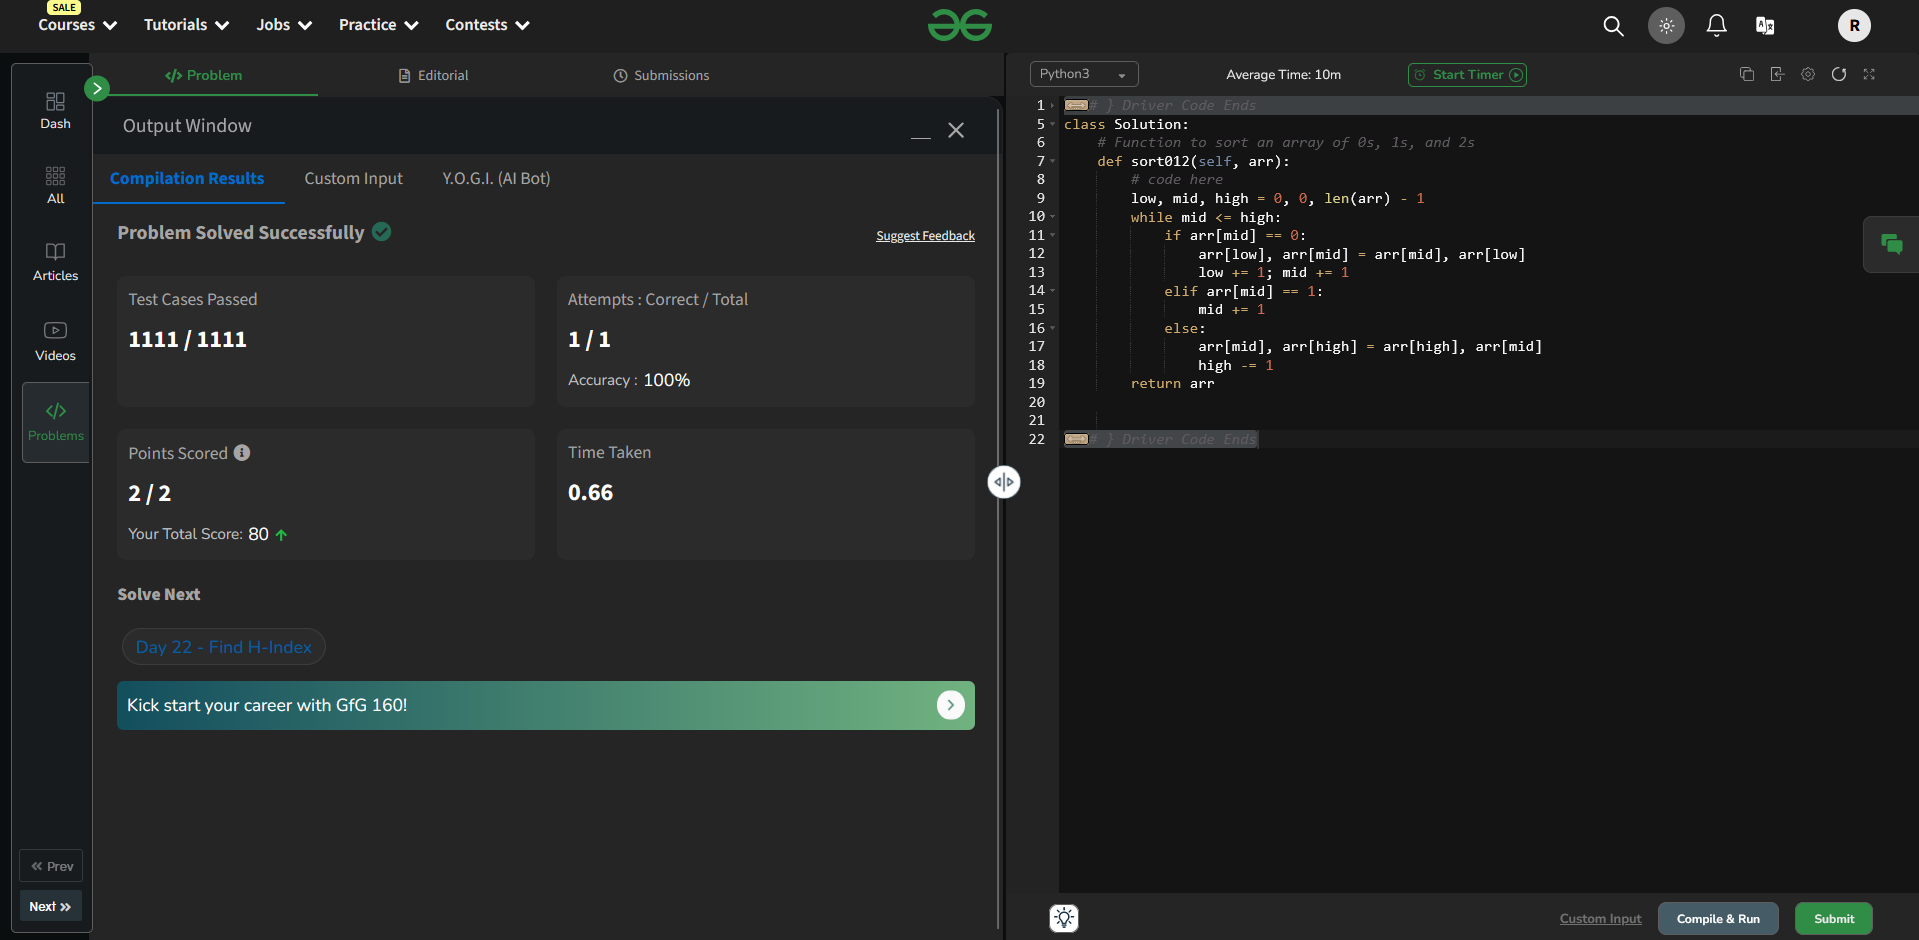 SALE
Courses Tutorials Jobs Practice Contests
R
Dash
All
Articles
Videos
Problems
Prev
Next
Problem Editorial Submissions
Output Window
Compilation Results Custom Input Y.O.G.I. (AI Bot)
Problem Solved Successfully
Suggest Feedback
Test Cases Passed
1111 / 1111
Attempts : Correct / Total
1 / 1
Accuracy : 100%
Points Scored
2 / 2
Your Total Score: 80
Time Taken
0.66
Solve Next
Day 22 - Find H-Index
Kick start your career with GfG 160!
Python3 Average Time: 10m Start Timer
1 # } Driver Code Ends
5 class Solution:
6 # Function to sort an array of 0s, 1s, and 2s
7 def sort012(self, arr):
8 # code here
9 low, mid, high = 0, 0, len(arr) - 1
10 while mid <= high:
11 if arr[mid] == 0:
12 arr[low], arr[mid] = arr[mid], arr[low]
13 low += 1; mid += 1
14 elif arr[mid] == 1:
15 mid += 1
16 else:
17 arr[mid], arr[high] = arr[high], arr[mid]
18 high -= 1
19 return arr
20
21
22 # } Driver Code Ends
Custom Input Compile & Run Submit